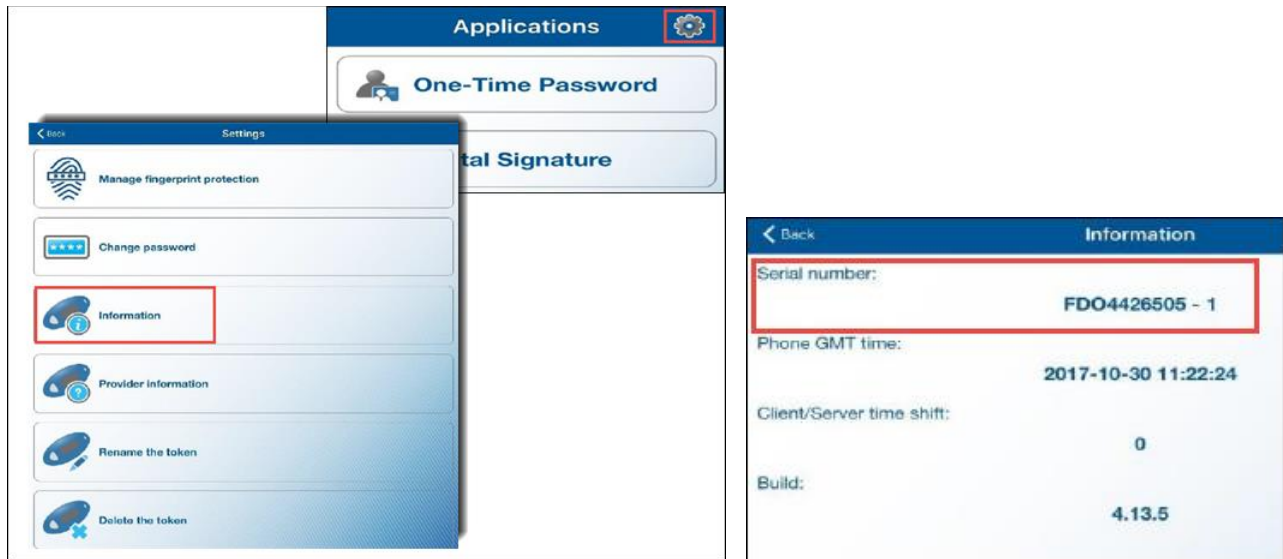 Applications
One-Time Password
tal Signature
Back
Settings
Manage fingerprint protection
Change password
Information
Provider information
Rename the token
Delete the token
Back
Information
Serial number:
FDO4426505 - 1
Phone GMT time:
2017-10-30 11:22:24
Client/Server time shift:
0
Build:
4.13.5